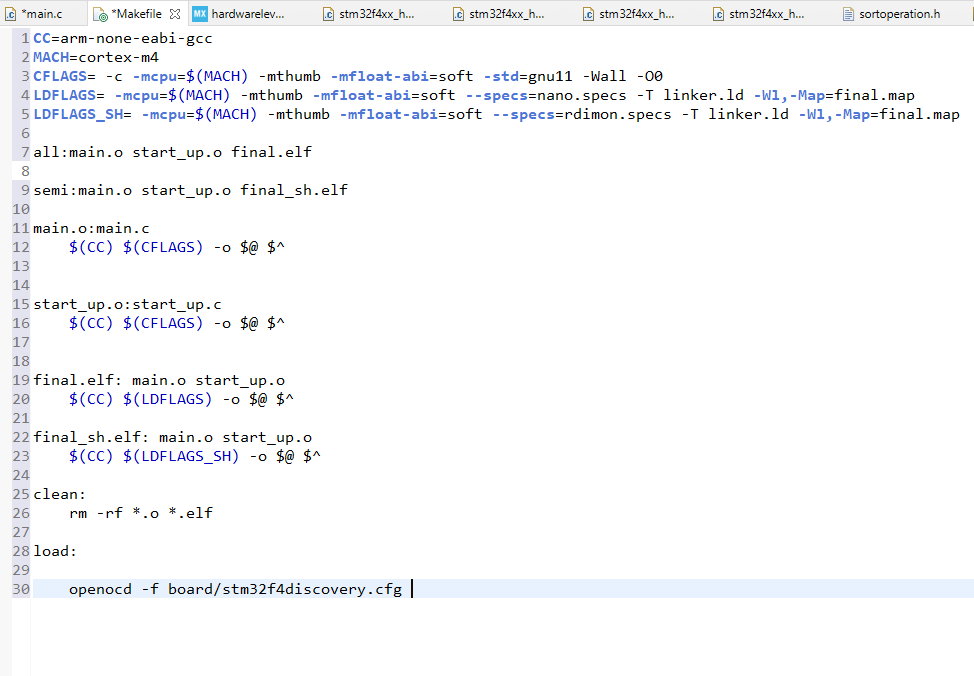 *main.c
*Makefile
MX hardwarelev...
stm32f4xx_h...
stm32f4xx_h...
stm32f4xx_h...
stm32f4xx_h...
sortoperation.h
1 CC=arm-none-eabi-gcc
2 MACH=cortex-m4
3 CFLAGS= -c -mcpu=$(MACH) -mthumb -mfloat-abi=soft -std=gnu11 -Wall -O0
4 LDFLAGS= -mcpu=$(MACH) -mthumb -mfloat-abi=soft --specs=nano.specs -T linker.ld -Wl,-Map=final.map
5 LDFLAGS_SH= -mcpu=$(MACH) -mthumb -mfloat-abi=soft --specs=rdimon.specs -T linker.ld -Wl,-Map=final.map
6
7 all:main.o start_up.o final.elf
8
9 semi:main.o start_up.o final_sh.elf
10
11 main.o:main.c
12     $(CC) $(CFLAGS) -o $@ $^
13
14
15 start_up.o:start_up.c
16     $(CC) $(CFLAGS) -o $@ $^
17
18
19 final.elf: main.o start_up.o
20     $(CC) $(LDFLAGS) -o $@ $^
21
22 final_sh.elf: main.o start_up.o
23     $(CC) $(LDFLAGS_SH) -o $@ $^
24
25 clean:
26     rm -rf *.o *.elf
27
28 load:
29
30     openocd -f board/stm32f4discovery.cfg